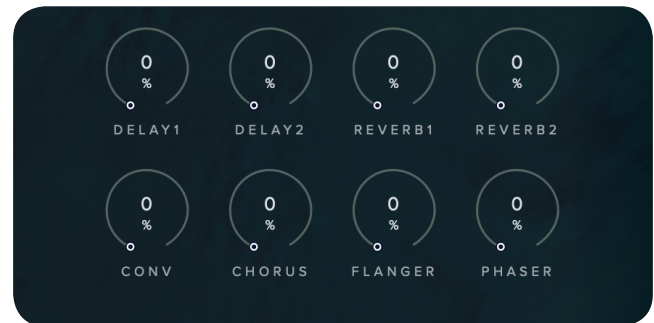 0 0 0 0
% % % %
DELAY1 DELAY2 REVERB1 REVERB2
0 0 0 0
% % % %
CONV CHORUS FLANGER PHASER